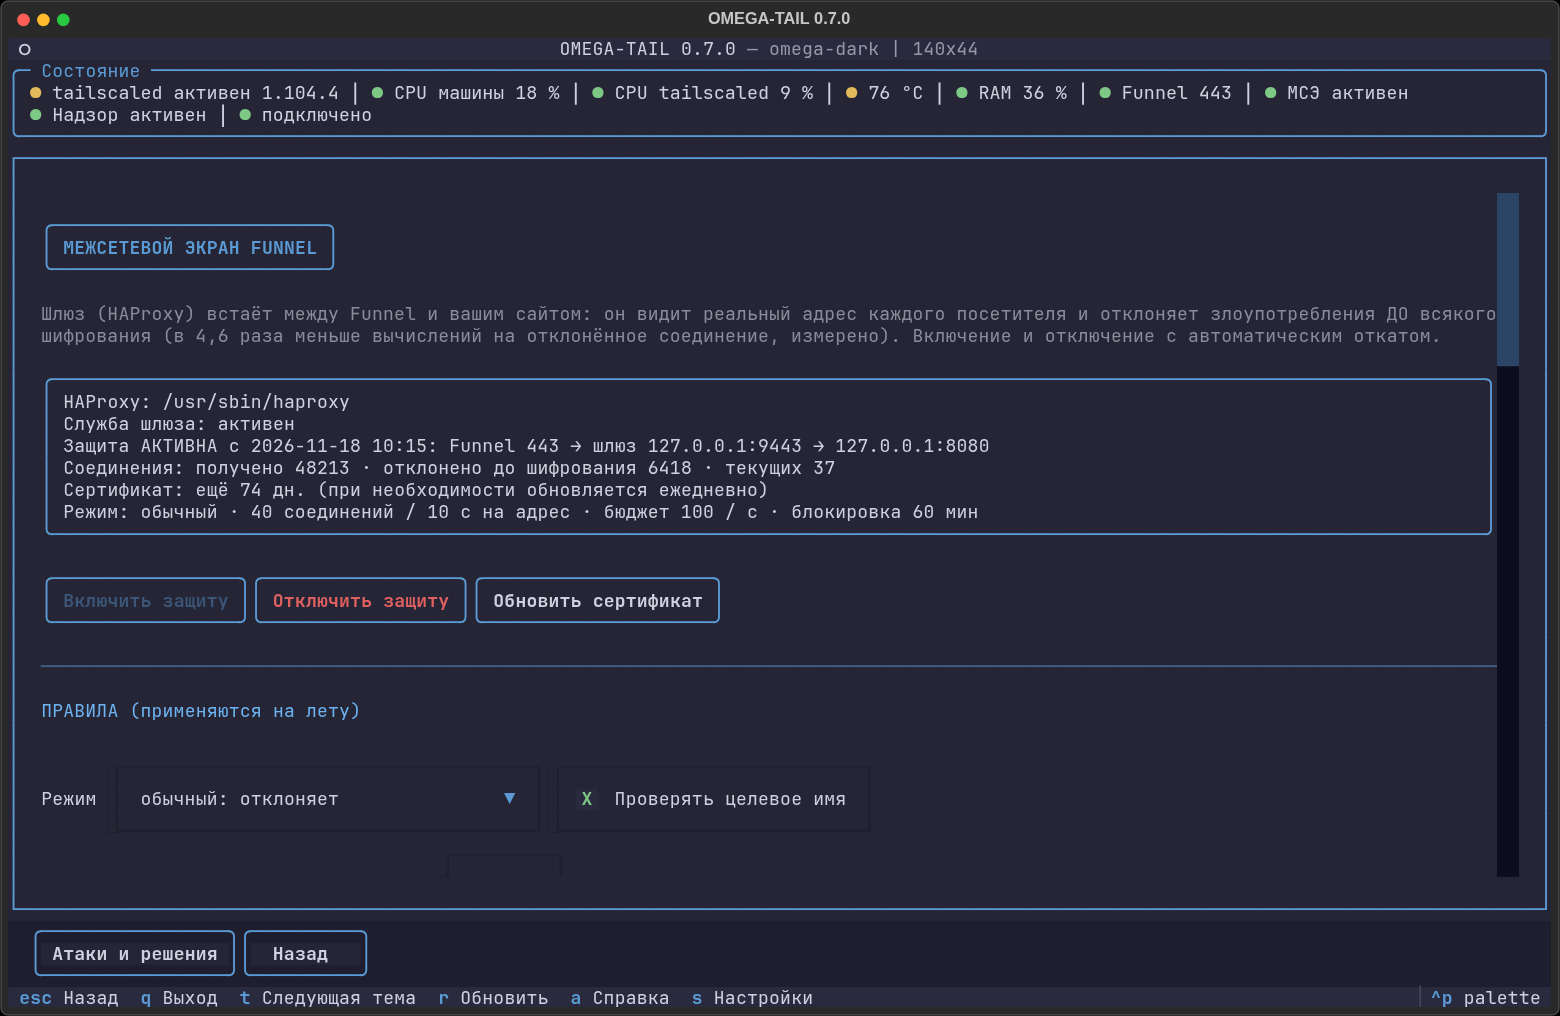 OMEGA-TAIL 0.7.0
OMEGA-TAIL 0.7.0 — omega-dark | 140x44
Состояние
tailscaled активен 1.104.4 │ CPU машины 18 % │ CPU tailscaled 9 % │ 76 °C │ RAM 36 % │ Funnel 443 │ МСЭ активен
Надзор активен │ подключено
МЕЖСЕТЕВОЙ ЭКРАН FUNNEL
Шлюз (HAProxy) встаёт между Funnel и вашим сайтом: он видит реальный адрес каждого посетителя и отклоняет злоупотребления ДО всякого
шифрования (в 4,6 раза меньше вычислений на отклонённое соединение, измерено). Включение и отключение с автоматическим откатом.
HAProxy: /usr/sbin/haproxy
Служба шлюза: активен
Защита АКТИВНА с 2026-11-18 10:15: Funnel 443 → шлюз 127.0.0.1:9443 → 127.0.0.1:8080
Соединения: получено 48213 · отклонено до шифрования 6418 · текущих 37
Сертификат: ещё 74 дн. (при необходимости обновляется ежедневно)
Режим: обычный · 40 соединений / 10 с на адрес · бюджет 100 / с · блокировка 60 мин
Включить защиту Отключить защиту Обновить сертификат
ПРАВИЛА (применяются на лету)
Режим обычный: отклоняет ▼ X Проверять целевое имя
Атаки и решения Назад
esc Назад q Выход t Следующая тема r Обновить a Справка s Настройки ^p palette